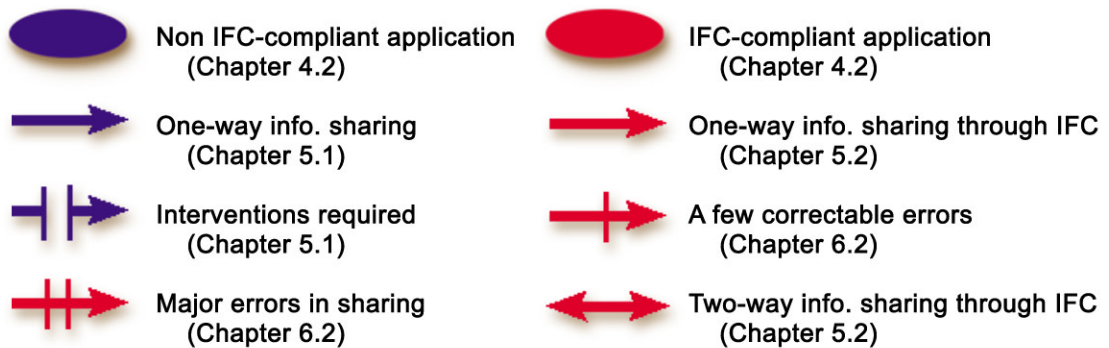 Non IFC-compliant application
(Chapter 4.2)
IFC-compliant application
(Chapter 4.2)
One-way info. sharing
(Chapter 5.1)
One-way info. sharing through IFC
(Chapter 5.2)
Interventions required
(Chapter 5.1)
A few correctable errors
(Chapter 6.2)
Major errors in sharing
(Chapter 6.2)
Two-way info. sharing through IFC
(Chapter 5.2)